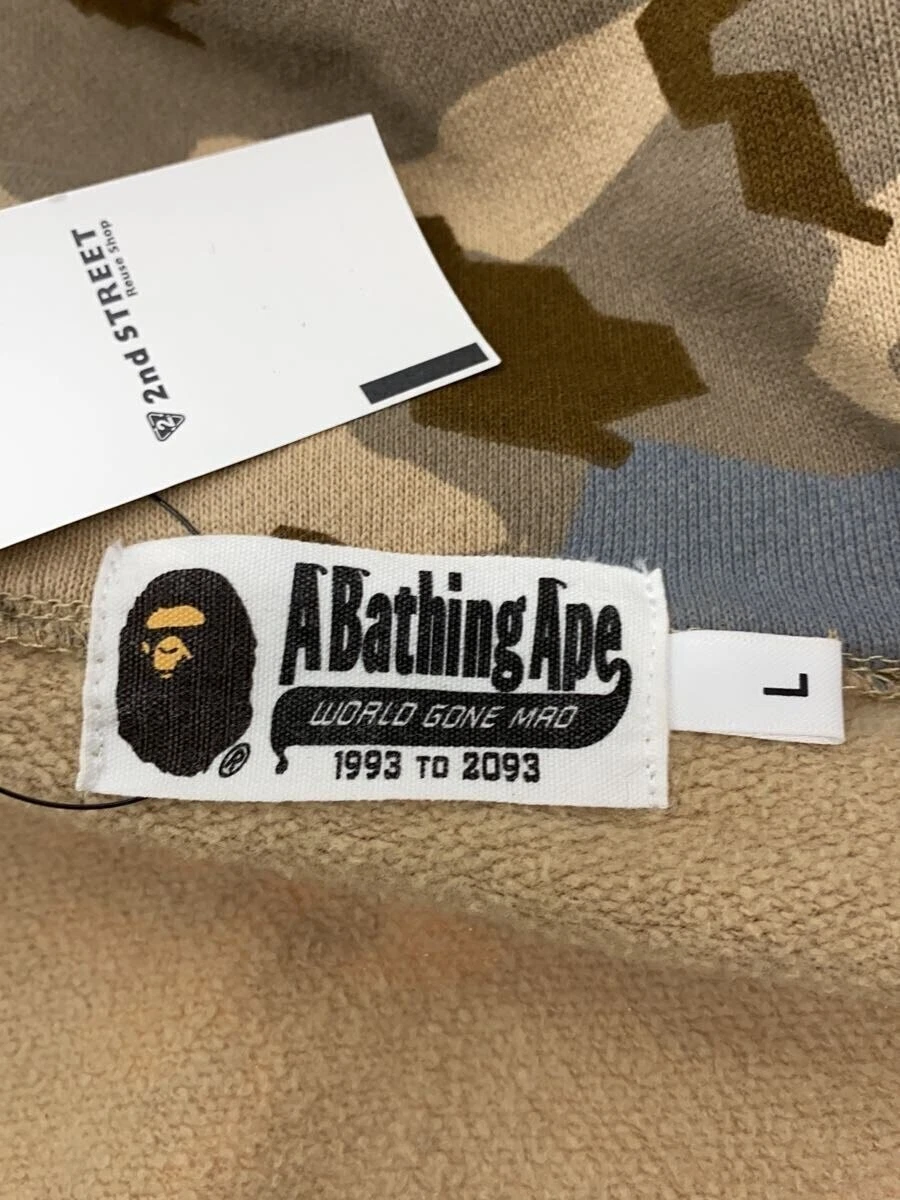 2nd STREET
Reuse Shop
A Bathing Ape
WORLD GONE MAD
1993 TO 2093
®
L